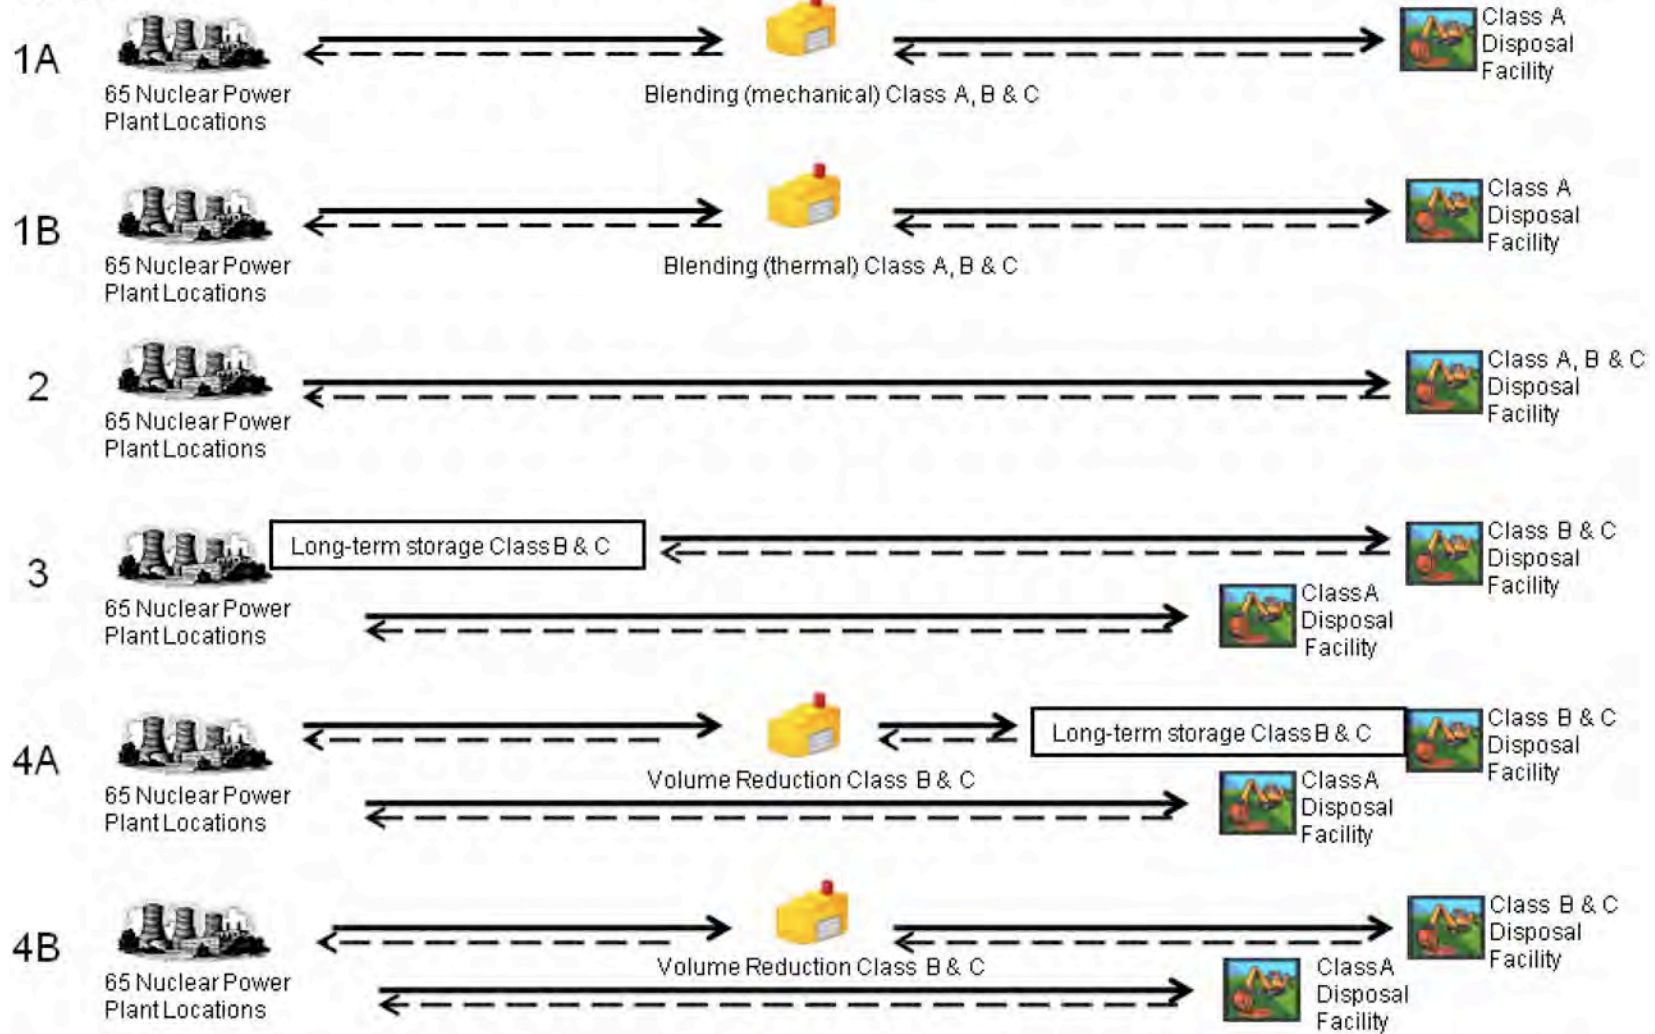 1A
65 Nuclear Power
Plant Locations
Blending (mechanical) Class A, B & C
Class A
Disposal
Facility
1B
65 Nuclear Power
Plant Locations
Blending (thermal) Class A, B & C
Class A
Disposal
Facility
2
65 Nuclear Power
Plant Locations
Class A, B & C
Disposal
Facility
3
65 Nuclear Power
Plant Locations
Long-term storage Class B & C
Class B & C
Disposal
Facility
Class A
Disposal
Facility
4A
65 Nuclear Power
Plant Locations
Volume Reduction Class B & C
Long-term storage Class B & C
Class B & C
Disposal
Facility
Class A
Disposal
Facility
4B
65 Nuclear Power
Plant Locations
Volume Reduction Class B & C
Class B & C
Disposal
Facility
Class A
Disposal
Facility